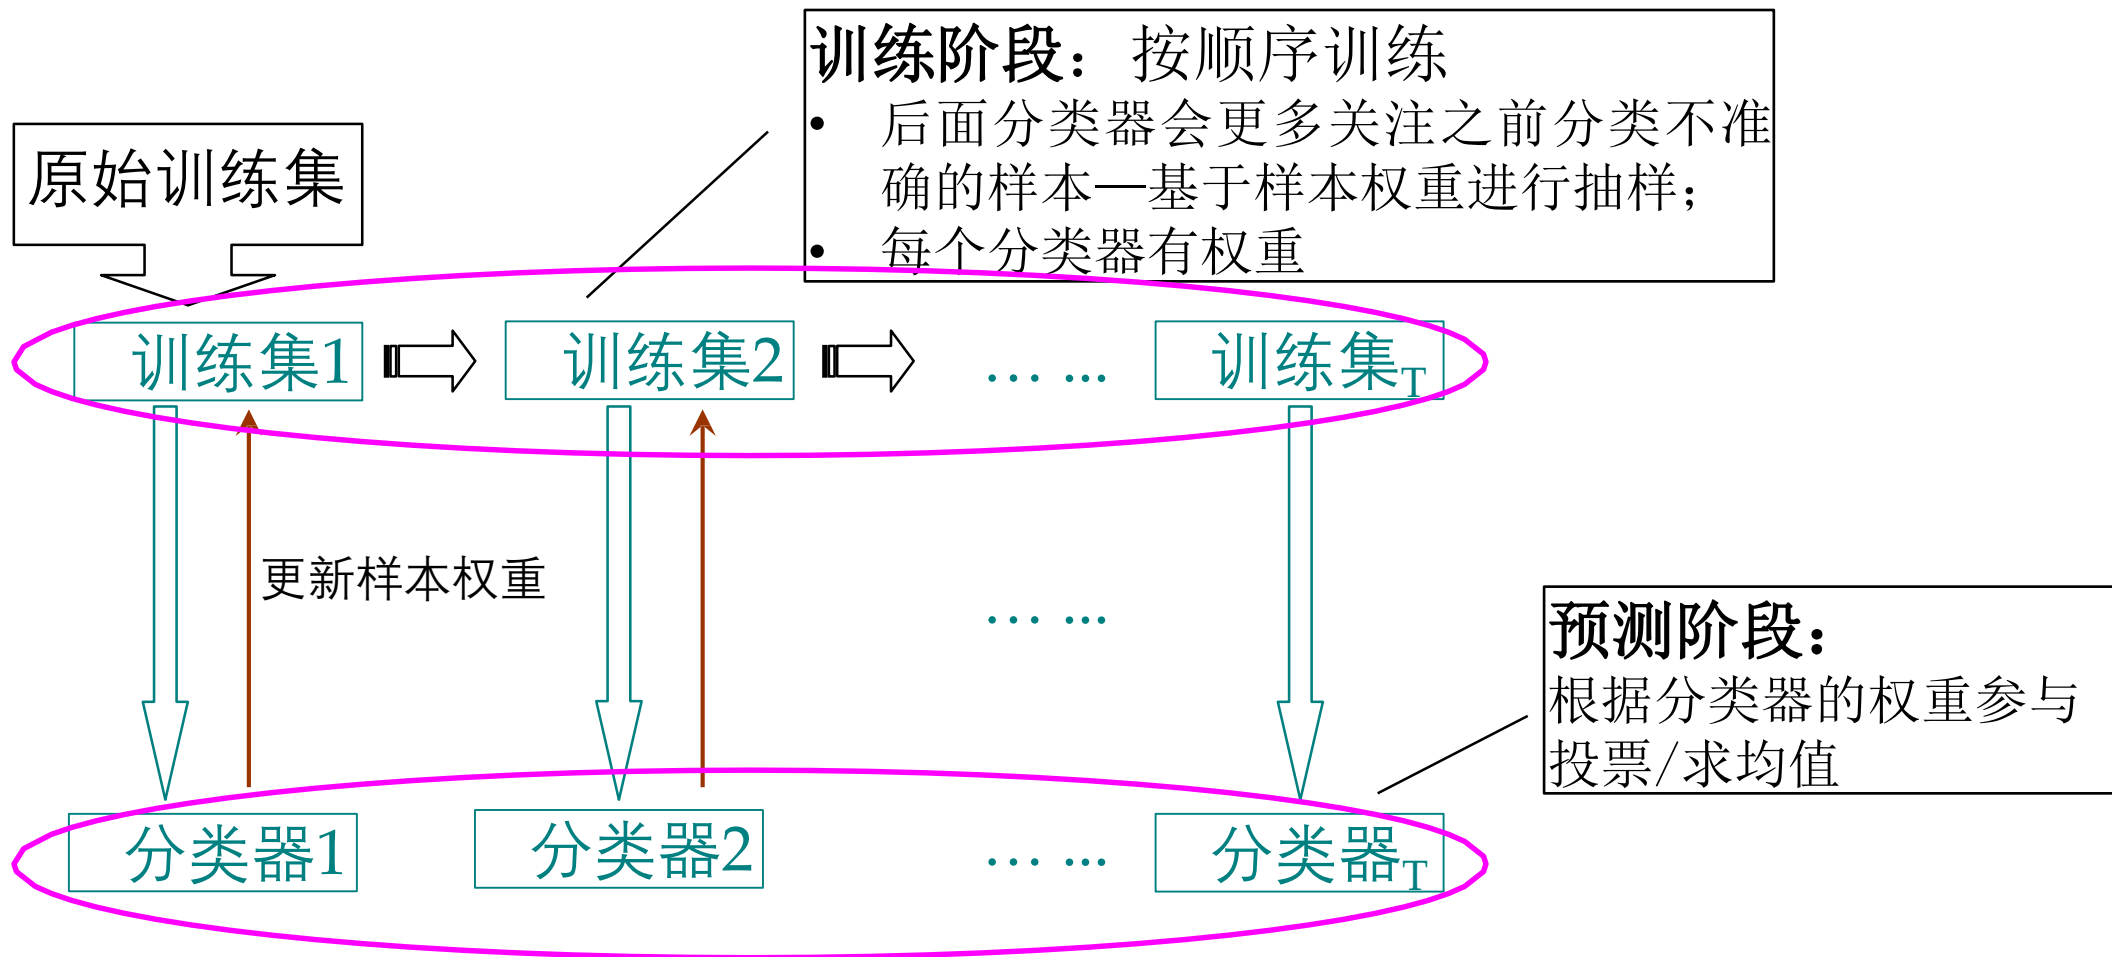 训练阶段：按顺序训练
• 后面分类器会更多关注之前分类不准
确的样本—基于样本权重进行抽样；
• 每个分类器有权重
原始训练集
训练集1
训练集2
… ...
训练集T
更新样本权重
… ...
预测阶段：
根据分类器的权重参与
投票/求均值
分类器1
分类器2
… ...
分类器T